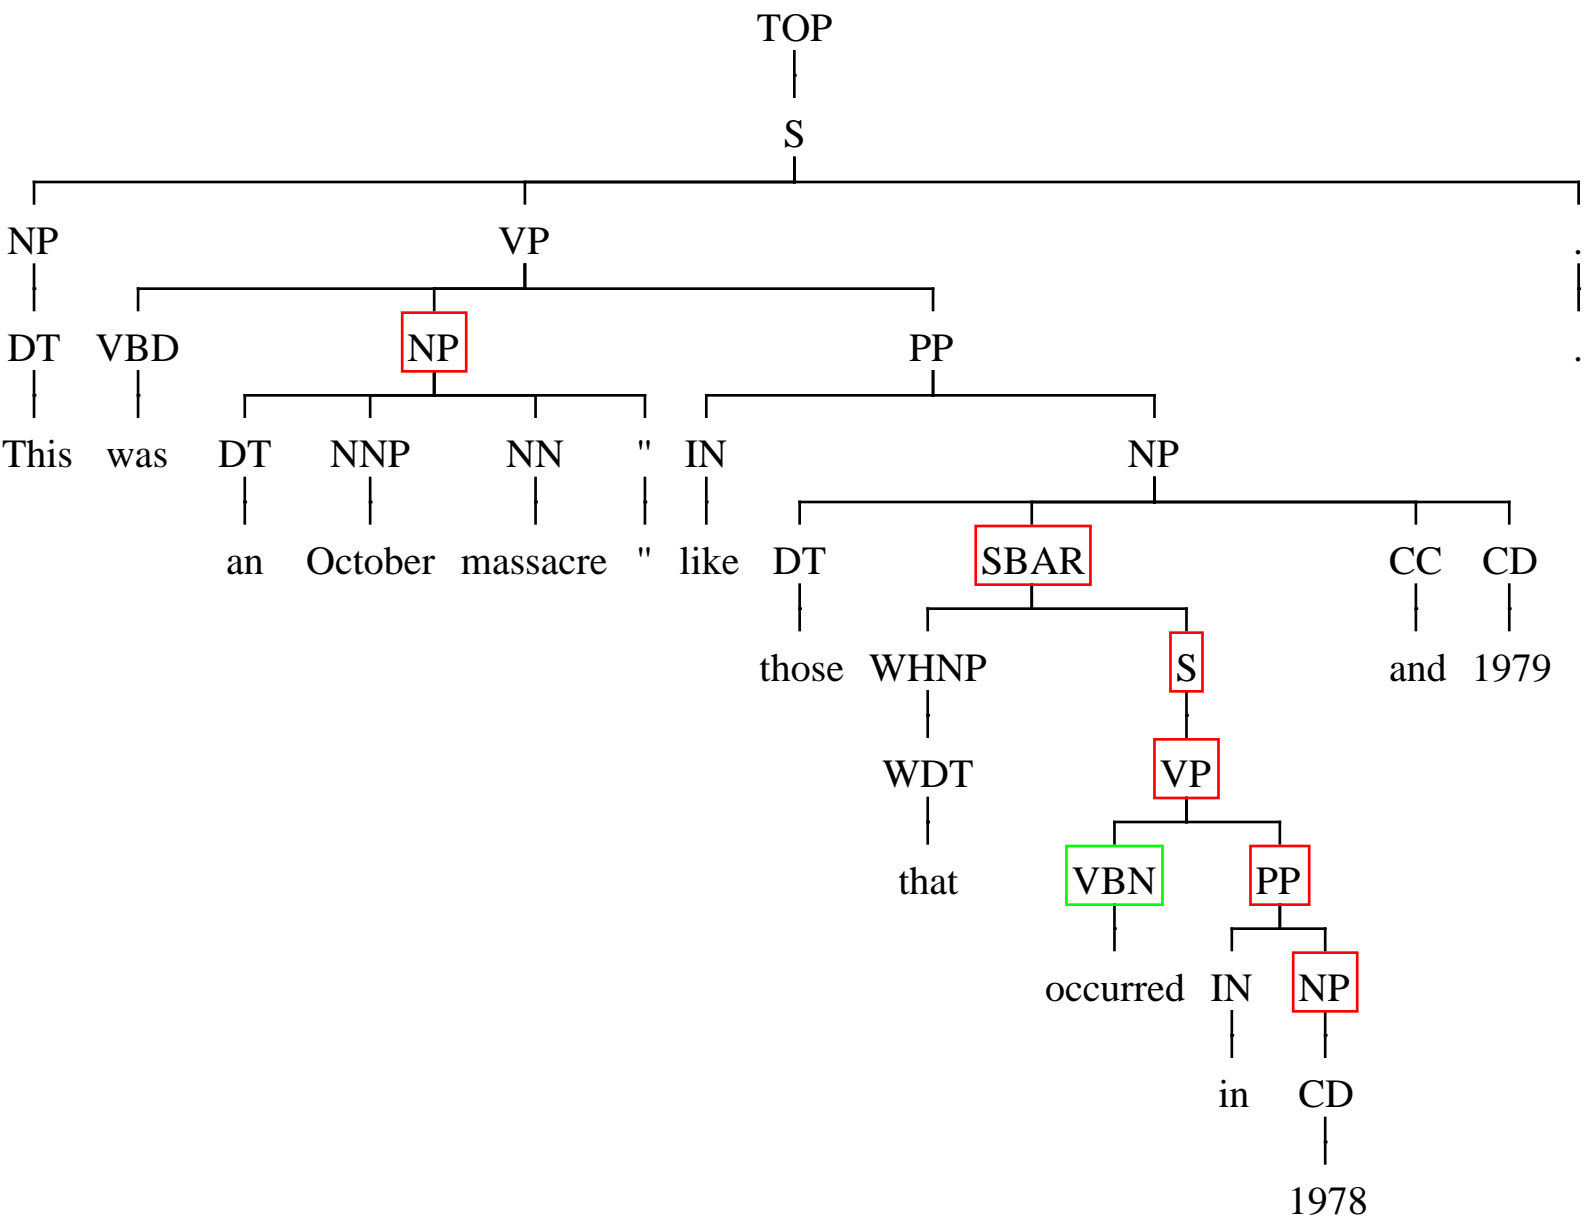 TOP
S
NP VP .
DT VBD NP PP .
This was DT NNP NN " IN NP
an October massacre " like DT SBAR CC CD
those WHNP S and 1979
WDT VP
that VBN PP
occurred IN NP
in CD
1978